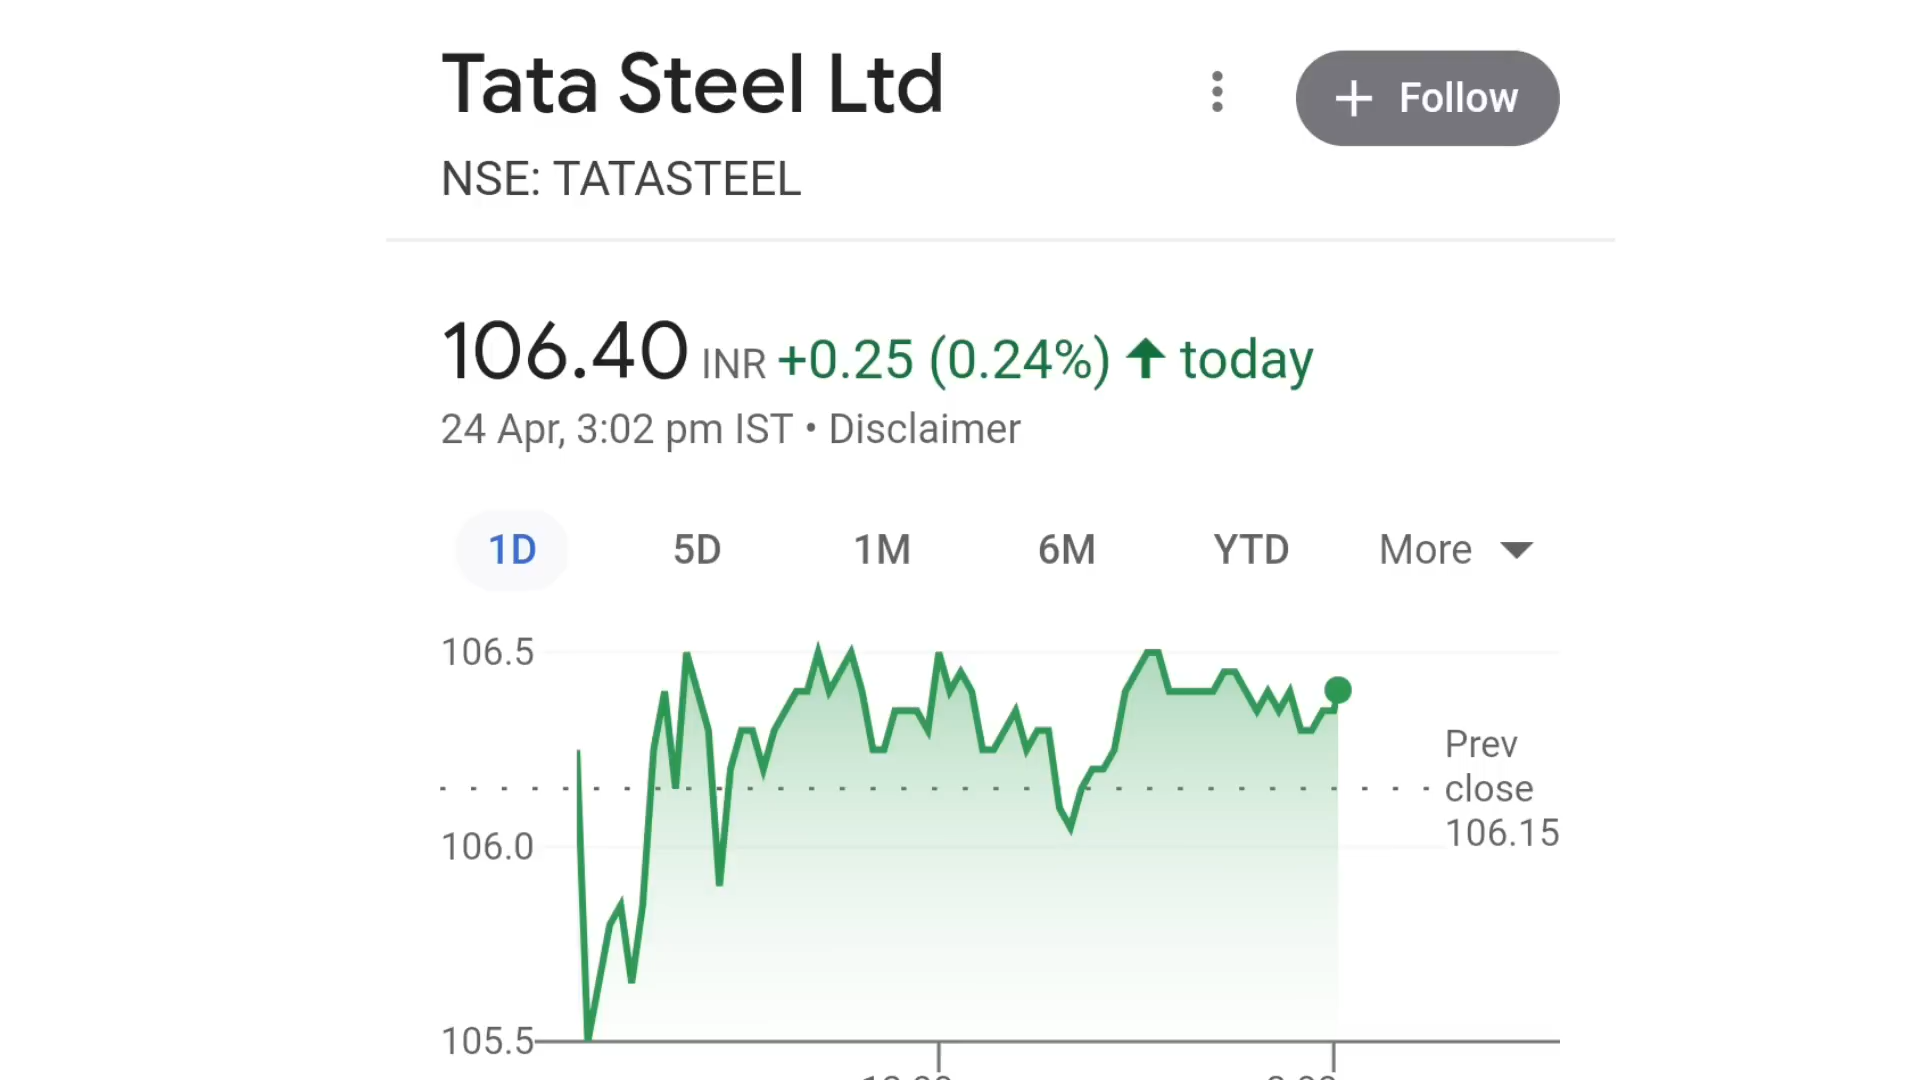 Tata Steel Ltd
+ Follow
NSE: TATASTEEL
106.40 INR +0.25 (0.24%) ↑ today
24 Apr, 3:02 pm IST • Disclaimer
1D 5D 1M 6M YTD More
106.5
106.0
105.5
Prev
close
106.15